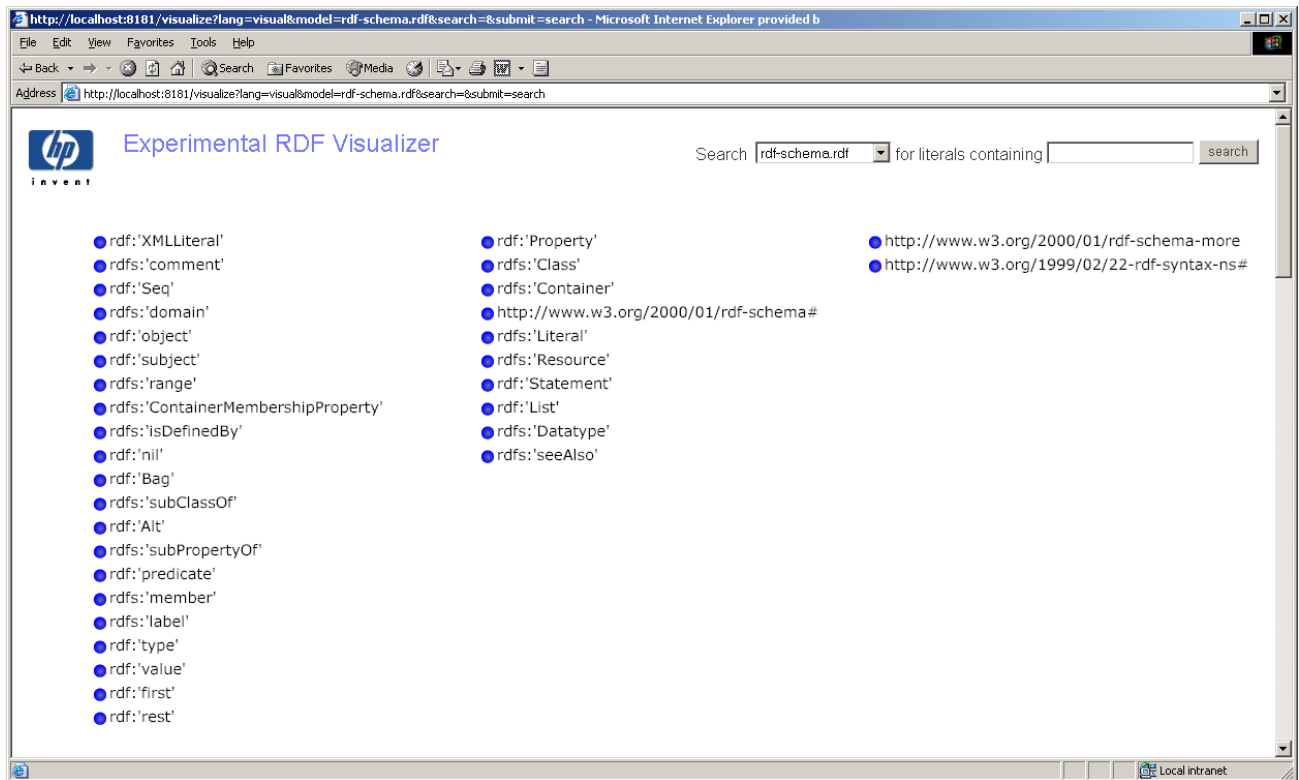 http://localhost:8181/visualize?lang=visual&model=rdf-schema.rdf&search=&submit=search - Microsoft Internet Explorer provided b
File Edit View Favorites Tools Help
Back Search Favorites Media
Address http://localhost:8181/visualize?lang=visual&model=rdf-schema.rdf&search=&submit=search
hp
invent
Experimental RDF Visualizer
Search rdf-schema.rdf for literals containing search
rdf:'XMLLiteral'
rdfs:'comment'
rdf:'Seq'
rdfs:'domain'
rdf:'object'
rdf:'subject'
rdfs:'range'
rdfs:'ContainerMembershipProperty'
rdfs:'isDefinedBy'
rdf:'nil'
rdf:'Bag'
rdfs:'subClassOf'
rdf:'Alt'
rdfs:'subPropertyOf'
rdf:'predicate'
rdfs:'member'
rdfs:'label'
rdf:'type'
rdf:'value'
rdf:'first'
rdf:'rest'
rdf:'Property'
rdfs:'Class'
rdfs:'Container'
http://www.w3.org/2000/01/rdf-schema#
rdfs:'Literal'
rdfs:'Resource'
rdf:'Statement'
rdf:'List'
rdfs:'Datatype'
rdfs:'seeAlso'
http://www.w3.org/2000/01/rdf-schema-more
http://www.w3.org/1999/02/22-rdf-syntax-ns#
Local intranet